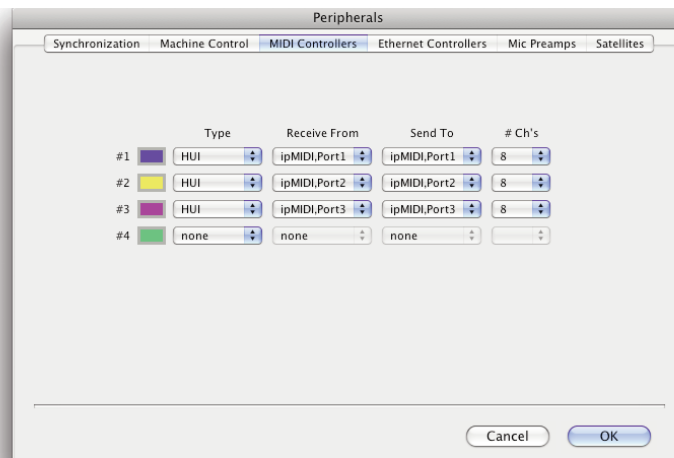 Peripherals
Synchronization Machine Control MIDI Controllers Ethernet Controllers Mic Preamps Satellites
Type Receive From Send To # Ch's
#1 HUI ipMIDI,Port1 ipMIDI,Port1 8
#2 HUI ipMIDI,Port2 ipMIDI,Port2 8
#3 HUI ipMIDI,Port3 ipMIDI,Port3 8
#4 none none none
Cancel OK